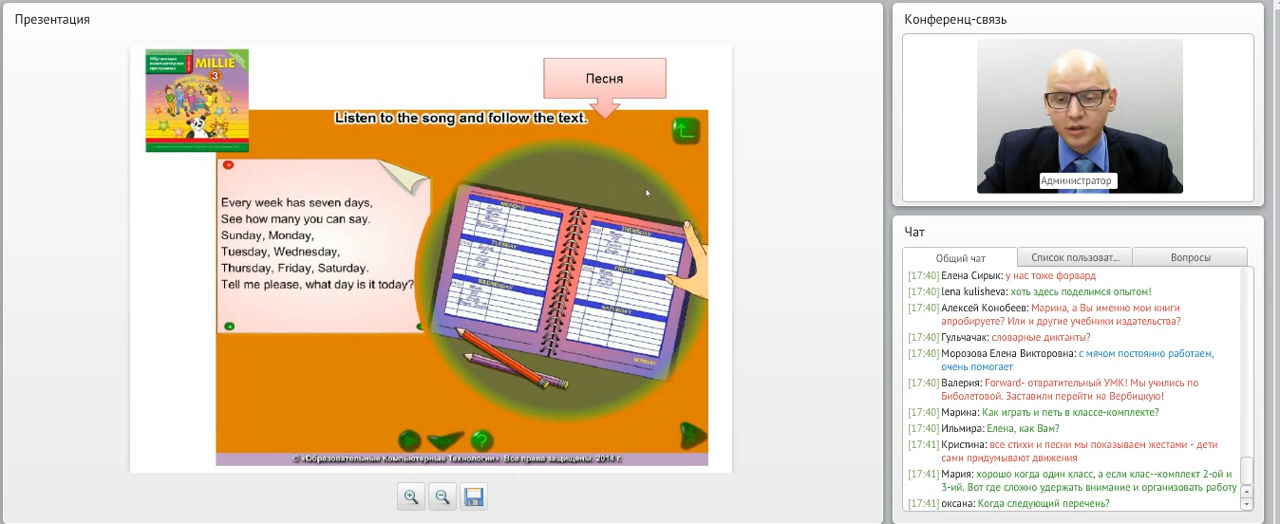 Презентация
MILLIE
3
Песня
Listen to the song and follow the text.
Every week has seven days,
See how many you can say.
Sunday, Monday,
Tuesday, Wednesday,
Thursday, Friday, Saturday.
Tell me please, what day is it today?
MONDAY
TUESDAY
WEDNESDAY
THURSDAY
FRIDAY
SATURDAY
SUNDAY
© «Образовательные Компьютерные Технологии». Все права защищены. 2014 г.
Конференц-связь
Администратор
Чат
Общий чат
Список пользоват...
Вопросы
[17:40] Елена Сирык: у нас тоже форвард
[17:40] lena kulisheva: хоть здесь поделимся опытом!
[17:40] Алексей Конобеев: Марина, а Вы именно мои книги
апробируете? Или и другие учебники издательства?
[17:40] Гульчачак: словарные диктанты?
[17:40] Морозова Елена Викторовна: с мячом постоянно работаем,
очень помогает
[17:40] Валерия: Forward- отвратительный УМК! Мы учились по
Биболетовой. Заставили перейти на Вербицкую!
[17:40] Марина: Как играть и петь в классе-комплекте?
[17:40] Ильмира: Елена, как Вам?
[17:41] Кристина: все стихи и песни мы показываем жестами - дети
сами придумывают движения
[17:41] Мария: хорошо когда один класс, а если клас--комплект 2-ой и
3-ий. Вот где сложно удержать внимание и организовать работу
[17:41] оксана: Когда следующий перечень?